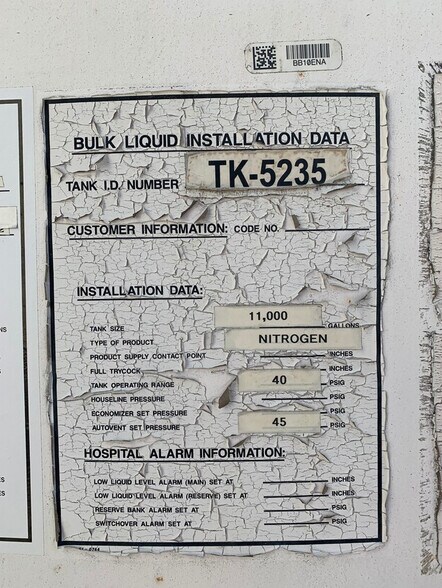 BB10ENA
BULK LIQUID INSTALLATION DATA
TANK I.D. NUMBER TK-5235
CUSTOMER INFORMATION: CODE NO.
INSTALLATION DATA:
TANK SIZE 11,000 GALLONS
TYPE OF PRODUCT NITROGEN
PRODUCT SUPPLY CONTACT POINT INCHES
FULL TRYCOCK INCHES
TANK OPERATING RANGE 40 PSIG
HOUSELINE PRESSURE PSIG
ECONOMIZER SET PRESSURE PSIG
AUTOVENT SET PRESSURE 45 PSIG
HOSPITAL ALARM INFORMATION:
LOW LIQUID LEVEL ALARM (MAIN) SET AT INCHES
LOW LIQUID LEVEL ALARM (RESERVE) SET AT INCHES
RESERVE BANK ALARM SET AT PSIG
SWITCHOVER ALARM SET AT PSIG